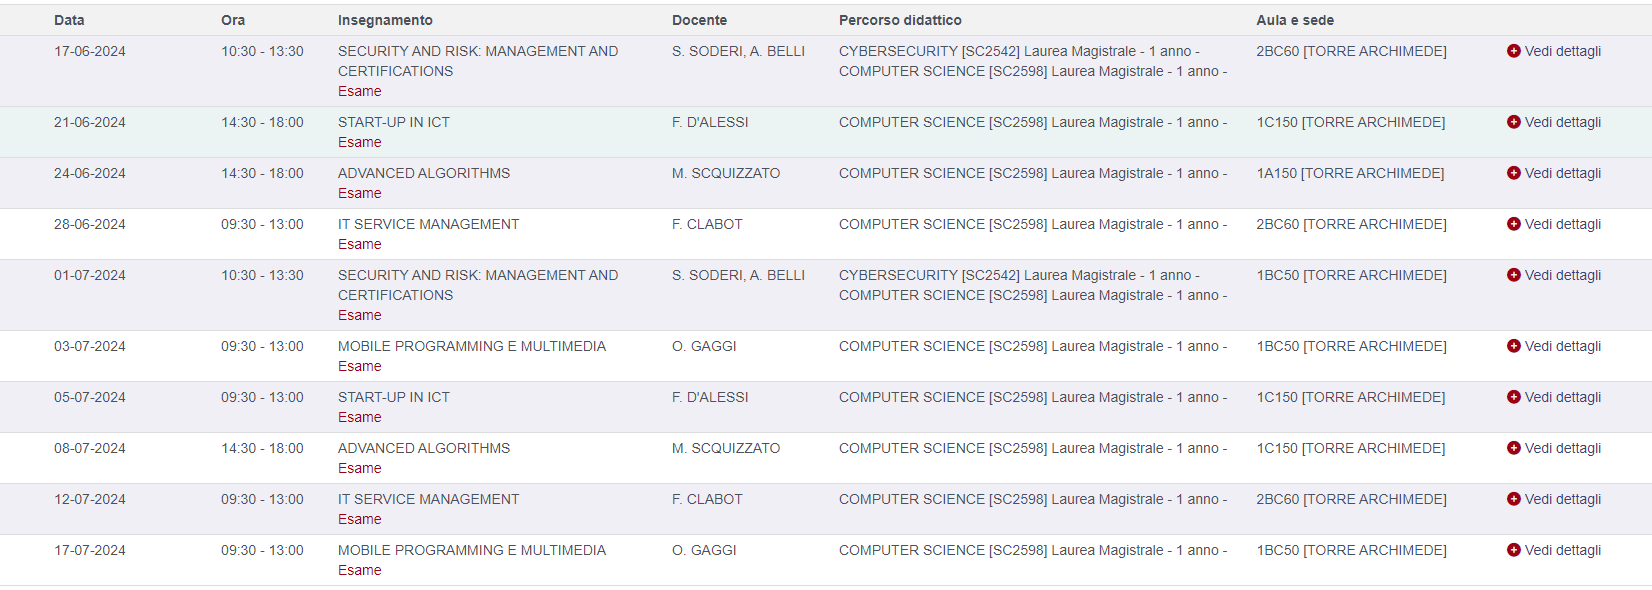 Data Ora Insegnamento Docente Percorso didattico Aula e sede
17-06-2024 10:30 - 13:30 SECURITY AND RISK: MANAGEMENT AND S. SODERI, A. BELLI CYBERSECURITY [SC2542] Laurea Magistrale - 1 anno - 2BC60 [TORRE ARCHIMEDE] Vedi dettagli
CERTIFICATIONS COMPUTER SCIENCE [SC2598] Laurea Magistrale - 1 anno -
Esame
21-06-2024 14:30 - 18:00 START-UP IN ICT F. D'ALESSI COMPUTER SCIENCE [SC2598] Laurea Magistrale - 1 anno - 1C150 [TORRE ARCHIMEDE] Vedi dettagli
Esame
24-06-2024 14:30 - 18:00 ADVANCED ALGORITHMS M. SCQUIZZATO COMPUTER SCIENCE [SC2598] Laurea Magistrale - 1 anno - 1A150 [TORRE ARCHIMEDE] Vedi dettagli
Esame
28-06-2024 09:30 - 13:00 IT SERVICE MANAGEMENT F. CLABOT COMPUTER SCIENCE [SC2598] Laurea Magistrale - 1 anno - 2BC60 [TORRE ARCHIMEDE] Vedi dettagli
Esame
01-07-2024 10:30 - 13:30 SECURITY AND RISK: MANAGEMENT AND S. SODERI, A. BELLI CYBERSECURITY [SC2542] Laurea Magistrale - 1 anno - 1BC50 [TORRE ARCHIMEDE] Vedi dettagli
CERTIFICATIONS COMPUTER SCIENCE [SC2598] Laurea Magistrale - 1 anno -
Esame
03-07-2024 09:30 - 13:00 MOBILE PROGRAMMING E MULTIMEDIA O. GAGGI COMPUTER SCIENCE [SC2598] Laurea Magistrale - 1 anno - 1BC50 [TORRE ARCHIMEDE] Vedi dettagli
Esame
05-07-2024 09:30 - 13:00 START-UP IN ICT F. D'ALESSI COMPUTER SCIENCE [SC2598] Laurea Magistrale - 1 anno - 1C150 [TORRE ARCHIMEDE] Vedi dettagli
Esame
08-07-2024 14:30 - 18:00 ADVANCED ALGORITHMS M. SCQUIZZATO COMPUTER SCIENCE [SC2598] Laurea Magistrale - 1 anno - 1C150 [TORRE ARCHIMEDE] Vedi dettagli
Esame
12-07-2024 09:30 - 13:00 IT SERVICE MANAGEMENT F. CLABOT COMPUTER SCIENCE [SC2598] Laurea Magistrale - 1 anno - 2BC60 [TORRE ARCHIMEDE] Vedi dettagli
Esame
17-07-2024 09:30 - 13:00 MOBILE PROGRAMMING E MULTIMEDIA O. GAGGI COMPUTER SCIENCE [SC2598] Laurea Magistrale - 1 anno - 1BC50 [TORRE ARCHIMEDE] Vedi dettagli
Esame